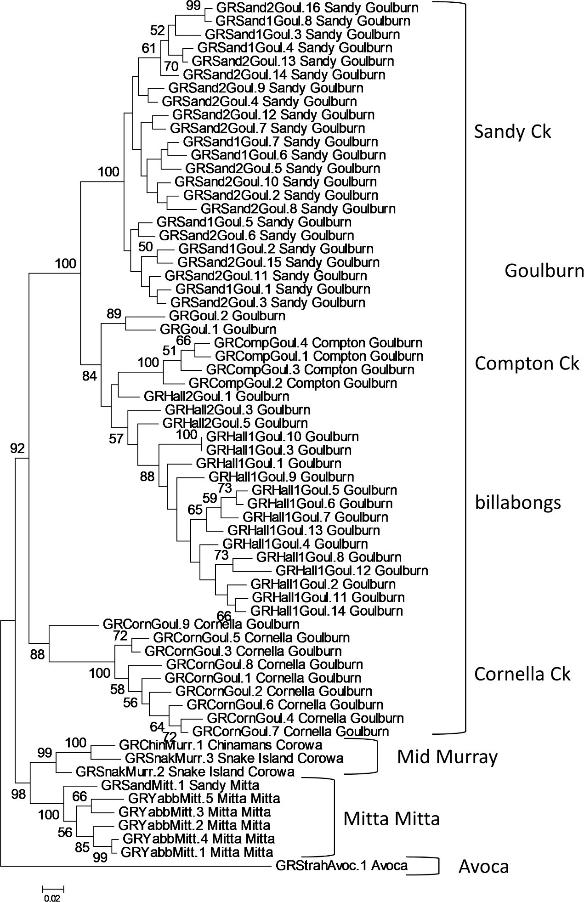 99 GRSand2Goul.16 Sandy Goulburn
GRSand1Goul.8 Sandy Goulburn
52 GRSand1Goul.3 Sandy Goulburn
61 GRSand1Goul.4 Sandy Goulburn
70 GRSand2Goul.13 Sandy Goulburn
GRSand2Goul.14 Sandy Goulburn
GRSand2Goul.9 Sandy Goulburn
GRSand2Goul.4 Sandy Goulburn
GRSand2Goul.12 Sandy Goulburn
GRSand2Goul.7 Sandy Goulburn
Sandy Ck
GRSand1Goul.7 Sandy Goulburn
GRSand1Goul.6 Sandy Goulburn
100 GRSand2Goul.5 Sandy Goulburn
GRSand2Goul.10 Sandy Goulburn
GRSand2Goul.2 Sandy Goulburn
GRSand2Goul.8 Sandy Goulburn
GRSand1Goul.5 Sandy Goulburn
GRSand2Goul.6 Sandy Goulburn
50 GRSand1Goul.2 Sandy Goulburn
100 GRSand2Goul.15 Sandy Goulburn
Goulburn
GRSand2Goul.11 Sandy Goulburn
GRSand1Goul.1 Sandy Goulburn
GRSand2Goul.3 Sandy Goulburn
89 GRGoul.2 Goulburn
GRGoul.1 Goulburn
66 GRCompGoul.4 Compton Goulburn
51 GRCompGoul.1 Compton Goulburn
100 GRCompGoul.3 Compton Goulburn
Compton Ck
84 GRCompGoul.2 Compton Goulburn
GRHall2Goul.1 Goulburn
GRHall2Goul.3 Goulburn
GRHall2Goul.5 Goulburn
57 100 GRHall1Goul.10 Goulburn
92 GRHall1Goul.3 Goulburn
GRHall1Goul.1 Goulburn
88 GRHall1Goul.9 Goulburn
73 GRHall1Goul.5 Goulburn
59 GRHall1Goul.6 Goulburn
billabongs
65 GRHall1Goul.7 Goulburn
GRHall1Goul.13 Goulburn
GRHall1Goul.4 Goulburn
73 GRHall1Goul.8 Goulburn
GRHall1Goul.12 Goulburn
GRHall1Goul.2 Goulburn
GRHall1Goul.11 Goulburn
66 GRHall1Goul.14 Goulburn
GRCornGoul.9 Cornella Goulburn
72 GRCornGoul.5 Cornella Goulburn
88 GRCornGoul.3 Cornella Goulburn
GRCornGoul.8 Cornella Goulburn
100 GRCornGoul.1 Cornella Goulburn
Cornella Ck
58 GRCornGoul.2 Cornella Goulburn
56 GRCornGoul.6 Cornella Goulburn
64 GRCornGoul.4 Cornella Goulburn
72 GRCornGoul.7 Cornella Goulburn
100 GRChinMurr.1 Chinamans Corowa
99 GRSnakMurr.3 Snake Island Corowa
Mid Murray
GRSnakMurr.2 Snake Island Corowa
98 GRSandMitt.1 Sandy Mitta
66 GRYabbMitt.5 Mitta Mitta
100 GRYabbMitt.3 Mitta Mitta
Mitta Mitta
56 GRYabbMitt.2 Mitta Mitta
85 GRYabbMitt.4 Mitta Mitta
99 GRYabbMitt.1 Mitta Mitta
GRStrahAvoc.1 Avoca
Avoca
0.02